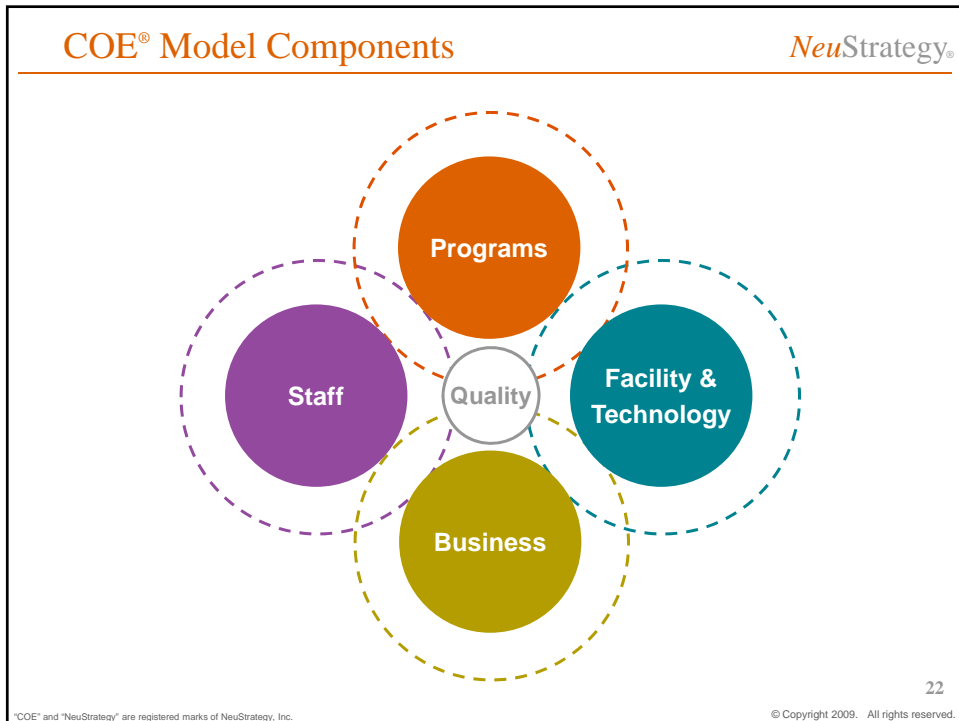 COE® Model Components
NeuStrategy®
Programs
Staff
Quality
Facility &
Technology
Business
22
"COE" and "NeuStrategy" are registered marks of NeuStrategy, Inc.
© Copyright 2009. All rights reserved.